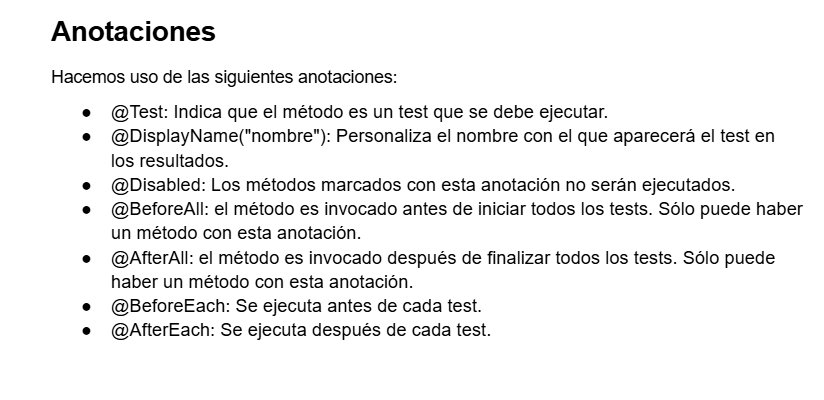 Anotaciones
Hacemos uso de las siguientes anotaciones:
● @Test: Indica que el método es un test que se debe ejecutar.
● @DisplayName("nombre"): Personaliza el nombre con el que aparecerá el test en
los resultados.
● @Disabled: Los métodos marcados con esta anotación no serán ejecutados.
● @BeforeAll: el método es invocado antes de iniciar todos los tests. Sólo puede haber
un método con esta anotación.
● @AfterAll: el método es invocado después de finalizar todos los tests. Sólo puede
haber un método con esta anotación.
● @BeforeEach: Se ejecuta antes de cada test.
● @AfterEach: Se ejecuta después de cada test.